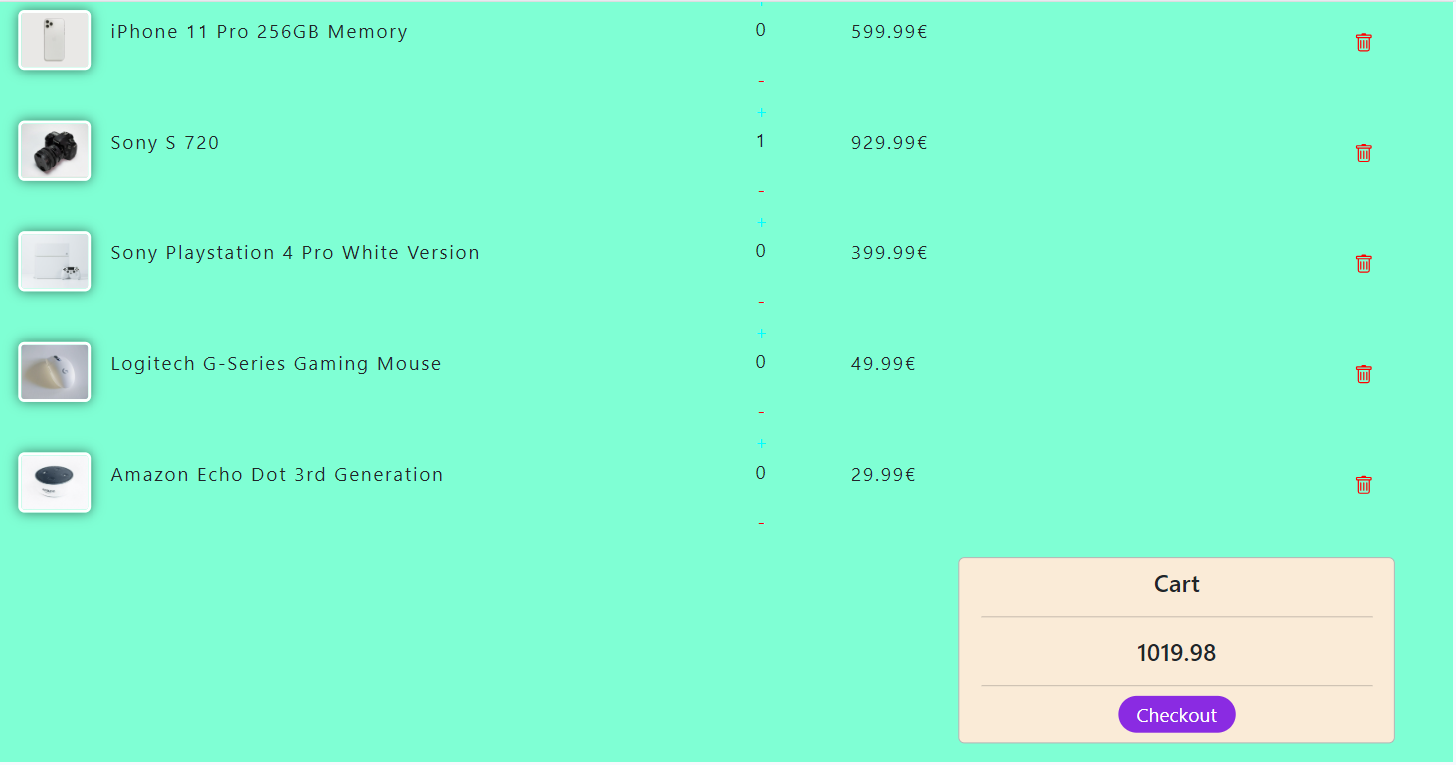 iPhone 11 Pro 256GB Memory 0 599.99€
-
+
Sony S 720 1 929.99€
-
+
Sony Playstation 4 Pro White Version 0 399.99€
-
+
Logitech G-Series Gaming Mouse 0 49.99€
-
+
Amazon Echo Dot 3rd Generation 0 29.99€
-
Cart
1019.98
Checkout